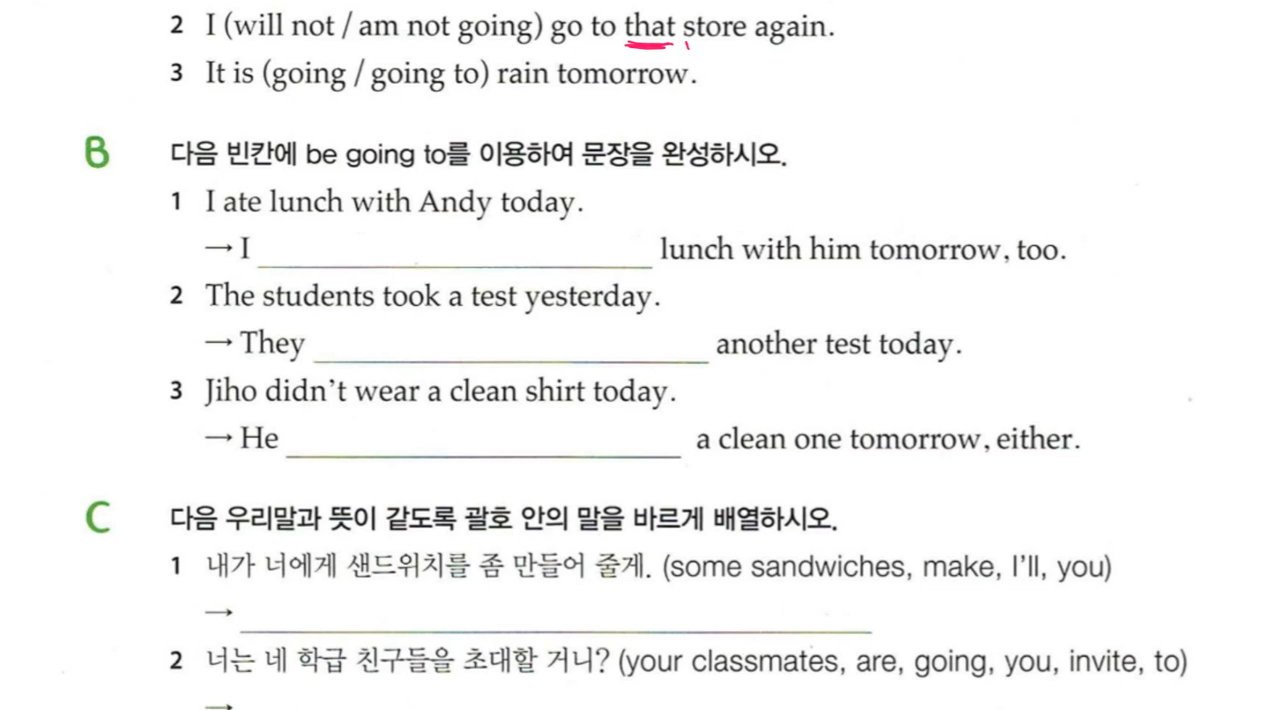 2 I (will not / am not going) go to that store again.
3 It is (going / going to) rain tomorrow.
B 다음 빈칸에 be going to를 이용하여 문장을 완성하시오.
1 I ate lunch with Andy today.
→ I ____________ lunch with him tomorrow, too.
2 The students took a test yesterday.
→ They ____________ another test today.
3 Jiho didn't wear a clean shirt today.
→ He ____________ a clean one tomorrow, either.
C 다음 우리말과 뜻이 같도록 괄호 안의 말을 바르게 배열하시오.
1 내가 너에게 샌드위치를 좀 만들어 줄게. (some sandwiches, make, I'll, you)
→ ____________
2 너는 네 학급 친구들을 초대할 거니? (your classmates, are, going, you, invite, to)
→